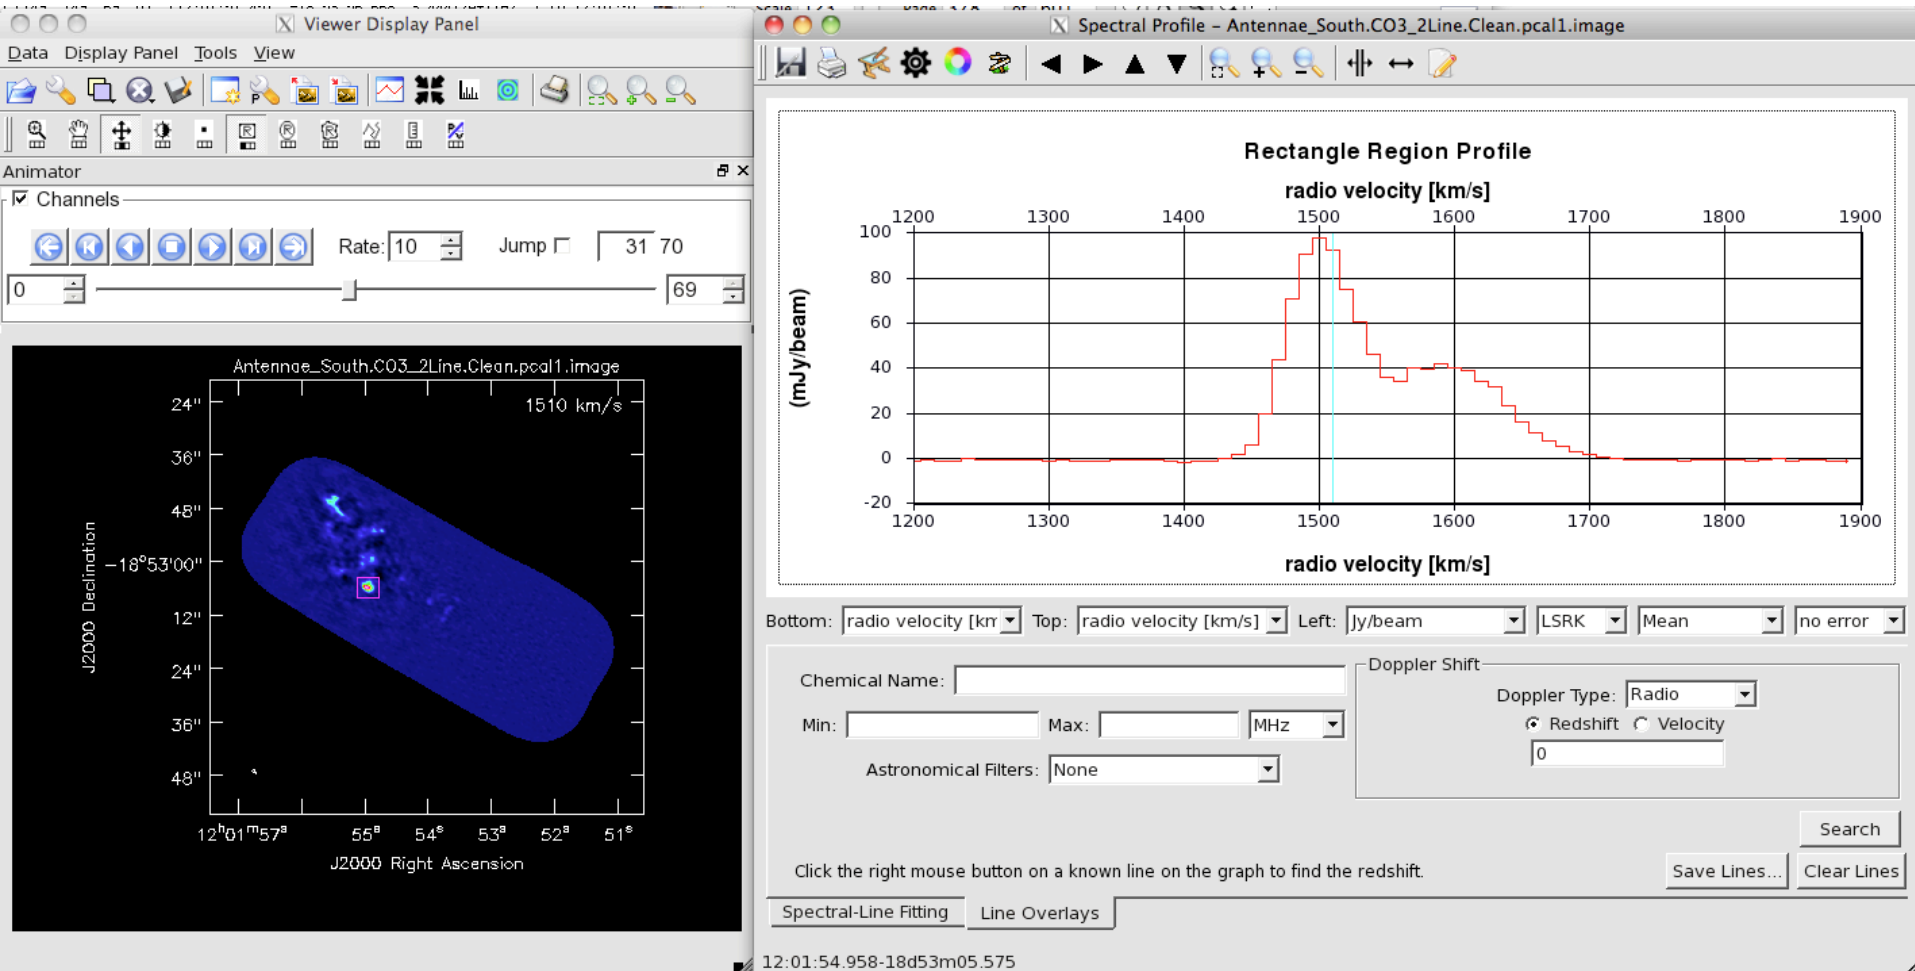 Viewer Display Panel
Data Display Panel Tools View
Animator
Channels
Rate: 10 Jump 31 70
0 69
Antennae_South.CO3_2Line.Clean.pcal1.image
1510 km/s
24"
36"
48"
-18°53'00"
12"
24"
36"
48"
J2000 Declination
12h01m57s 55s 54s 53s 52s 51s
J2000 Right Ascension
Spectral Profile - Antennae_South.CO3_2Line.Clean.pcal1.image
Rectangle Region Profile
radio velocity [km/s]
1200 1300 1400 1500 1600 1700 1800 1900
100
80
60
40
20
0
-20
(mJy/beam)
1200 1300 1400 1500 1600 1700 1800 1900
radio velocity [km/s]
Bottom: radio velocity [km Top: radio velocity [km/s] Left: Jy/beam LSRK Mean no error
Chemical Name:
Min: Max: MHz
Astronomical Filters: None
Doppler Shift
Doppler Type: Radio
Redshift Velocity
0
Search
Click the right mouse button on a known line on the graph to find the redshift.
Save Lines... Clear Lines
Spectral-Line Fitting Line Overlays
12:01:54.958-18d53m05.575